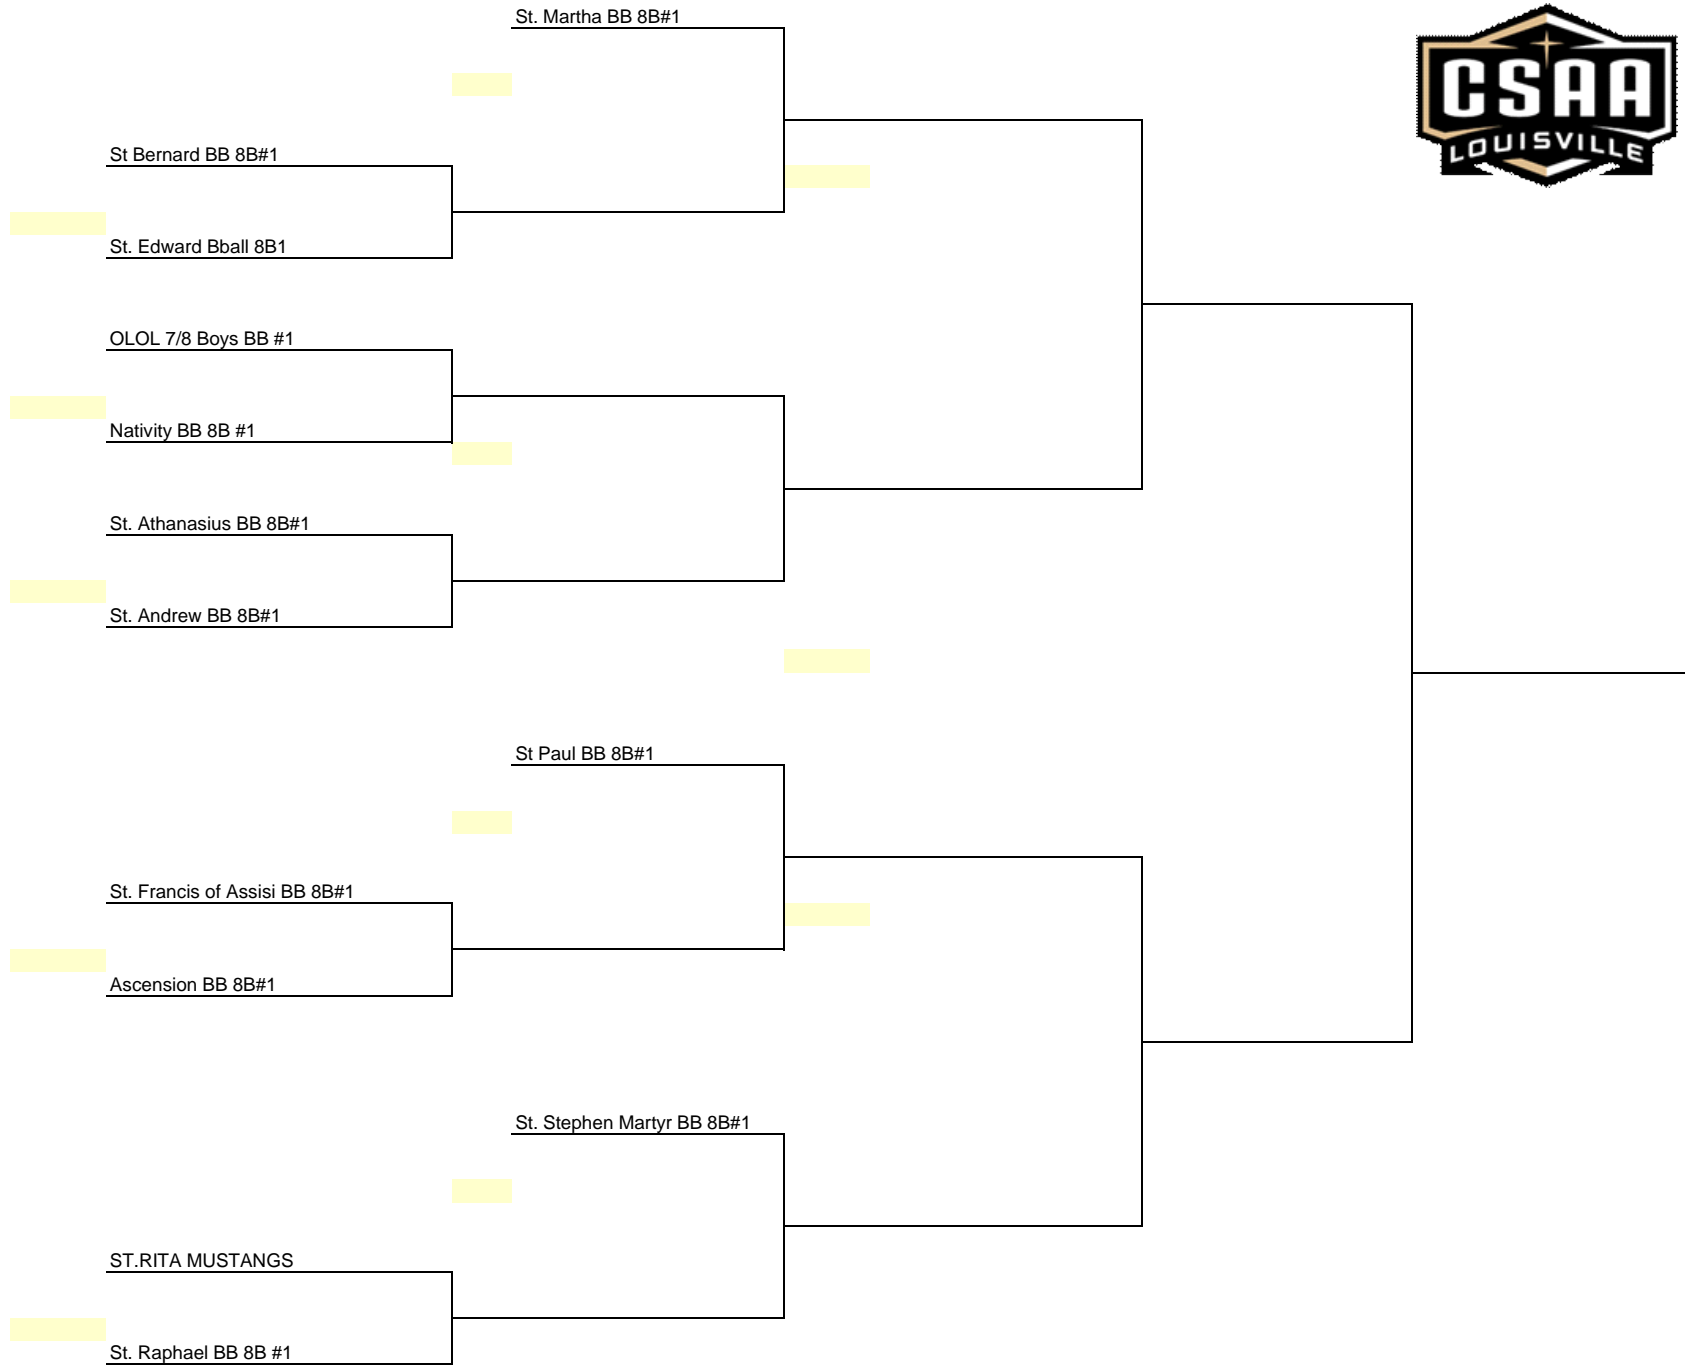 St. Martha BB 8B#1
CSAA
LOUISVILLE
St Bernard BB 8B#1
St. Edward Bball 8B1
OLOL 7/8 Boys BB #1
Nativity BB 8B #1
St. Athanasius BB 8B#1
St. Andrew BB 8B#1
St Paul BB 8B#1
St. Francis of Assisi BB 8B#1
Ascension BB 8B#1
St. Stephen Martyr BB 8B#1
ST.RITA MUSTANGS
St. Raphael BB 8B #1